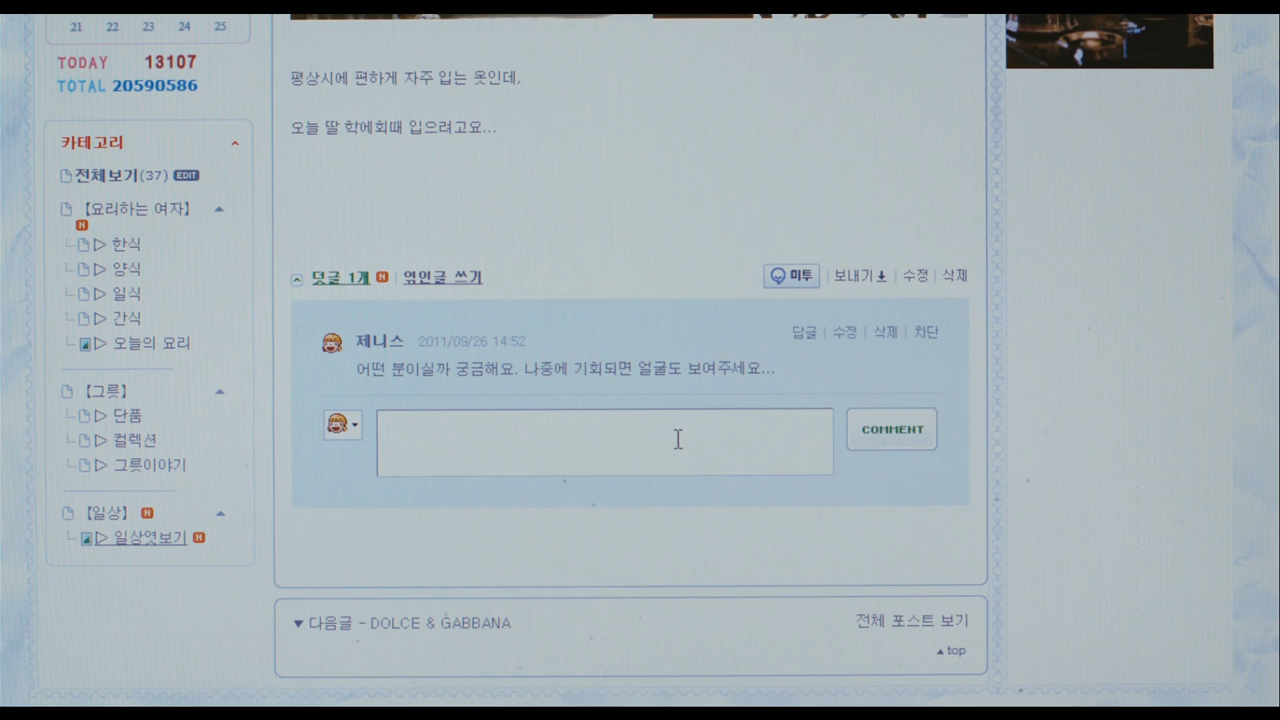 21 22 23 24 25
TODAY 13107
TOTAL 20590586
카테고리
전체보기(37) EDIT
【요리하는 여자】
N
▷ 한식
▷ 양식
▷ 일식
▷ 간식
▷ 오늘의 요리
【그릇】
▷ 단품
▷ 컬렉션
▷ 그릇이야기
【일상】 N
▷ 일상엿보기 N
평상시에 편하게 자주 입는 옷인데,
오늘 딸 학예회때 입으려고요...
덧글 1개 N | 엮인글 쓰기
미투 | 보내기 | 수정 | 삭제
제니스 2011/09/26 14:52
답글 | 수정 | 삭제 | 차단
어떤 분이실까 궁금해요. 나중에 기회되면 얼굴도 보여주세요...
COMMENT
▼ 다음글 - DOLCE & GABBANA
전체 포스트 보기
▲ top